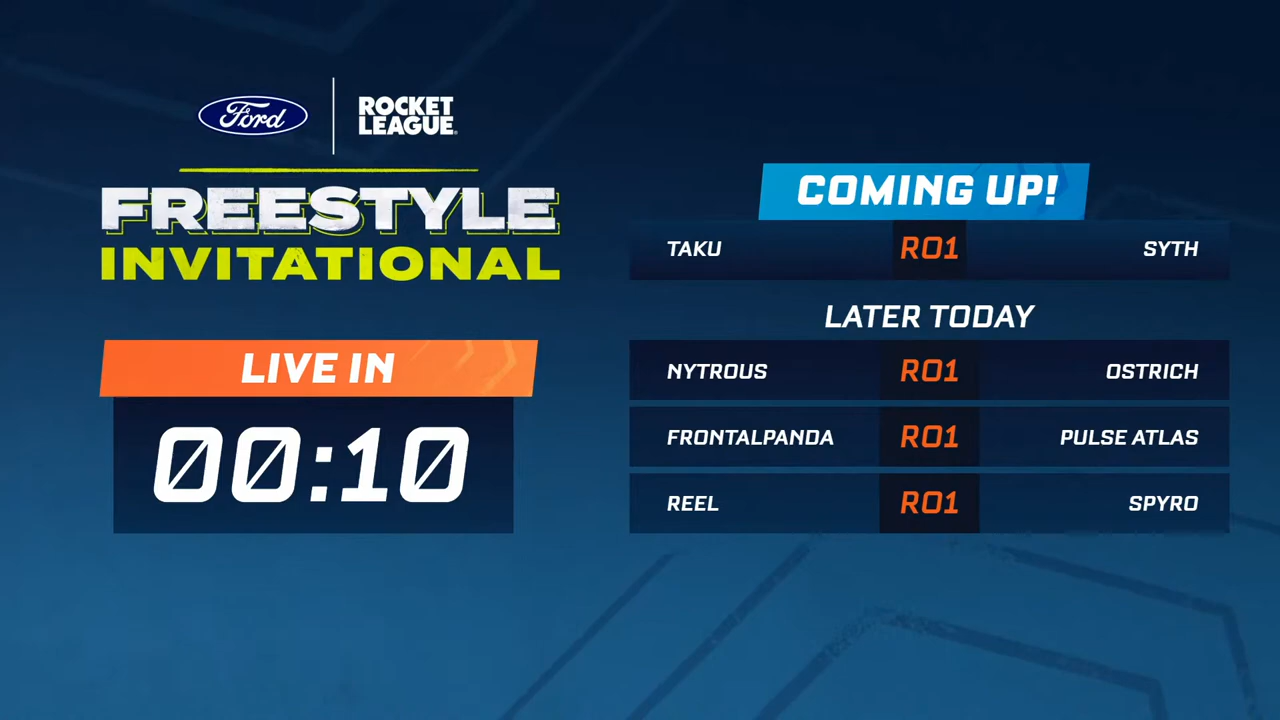 Ford
ROCKET
LEAGUE
FREESTYLE
INVITATIONAL
LIVE IN
00:10
COMING UP!
TAKU RO1 SYTH
LATER TODAY
NYTROUS RO1 OSTRICH
FRONTALPANDA RO1 PULSE ATLAS
REEL RO1 SPYRO